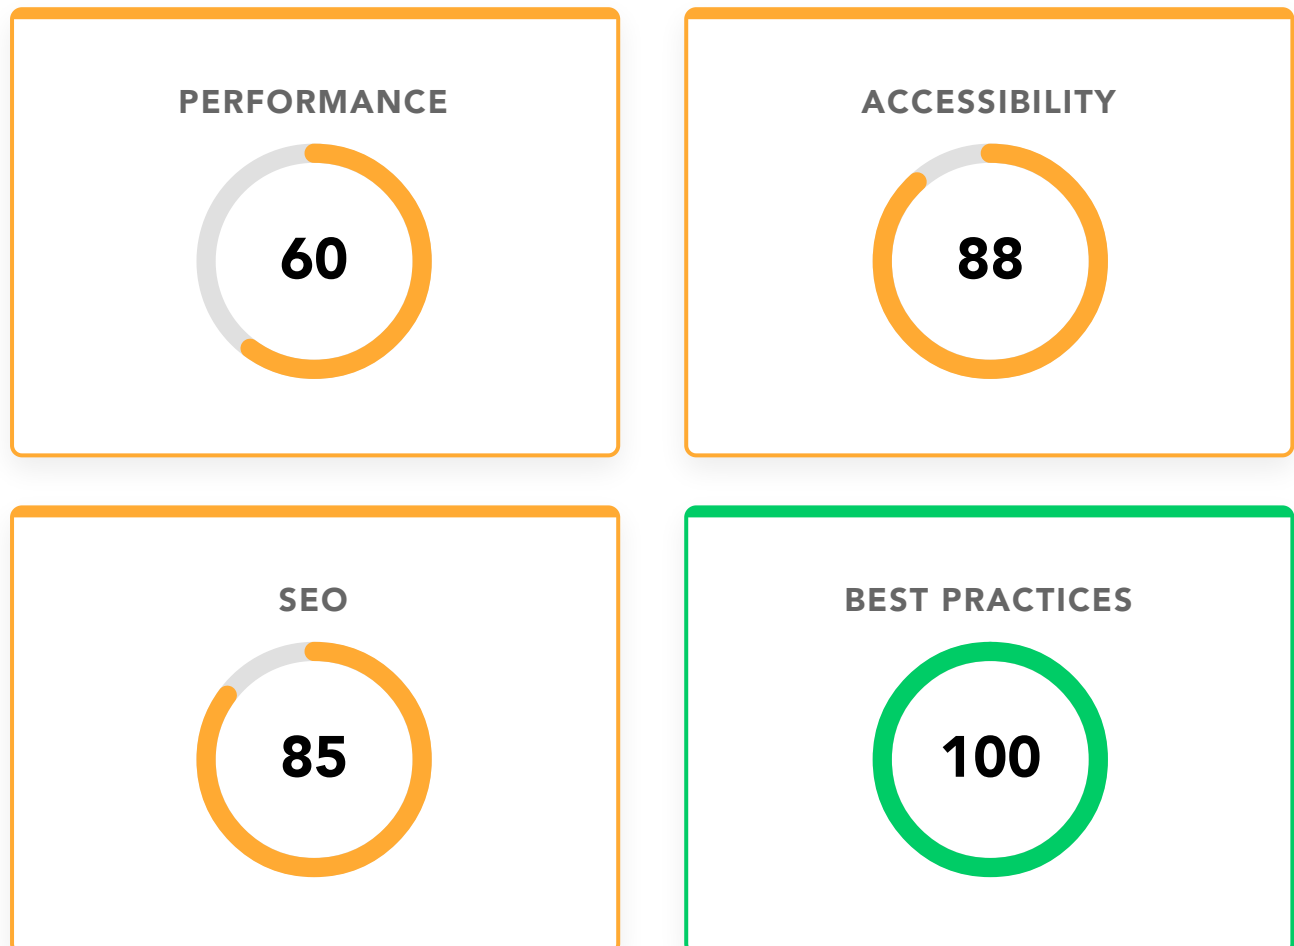 PERFORMANCE
60
ACCESSIBILITY
88
SEO
85
BEST PRACTICES
100